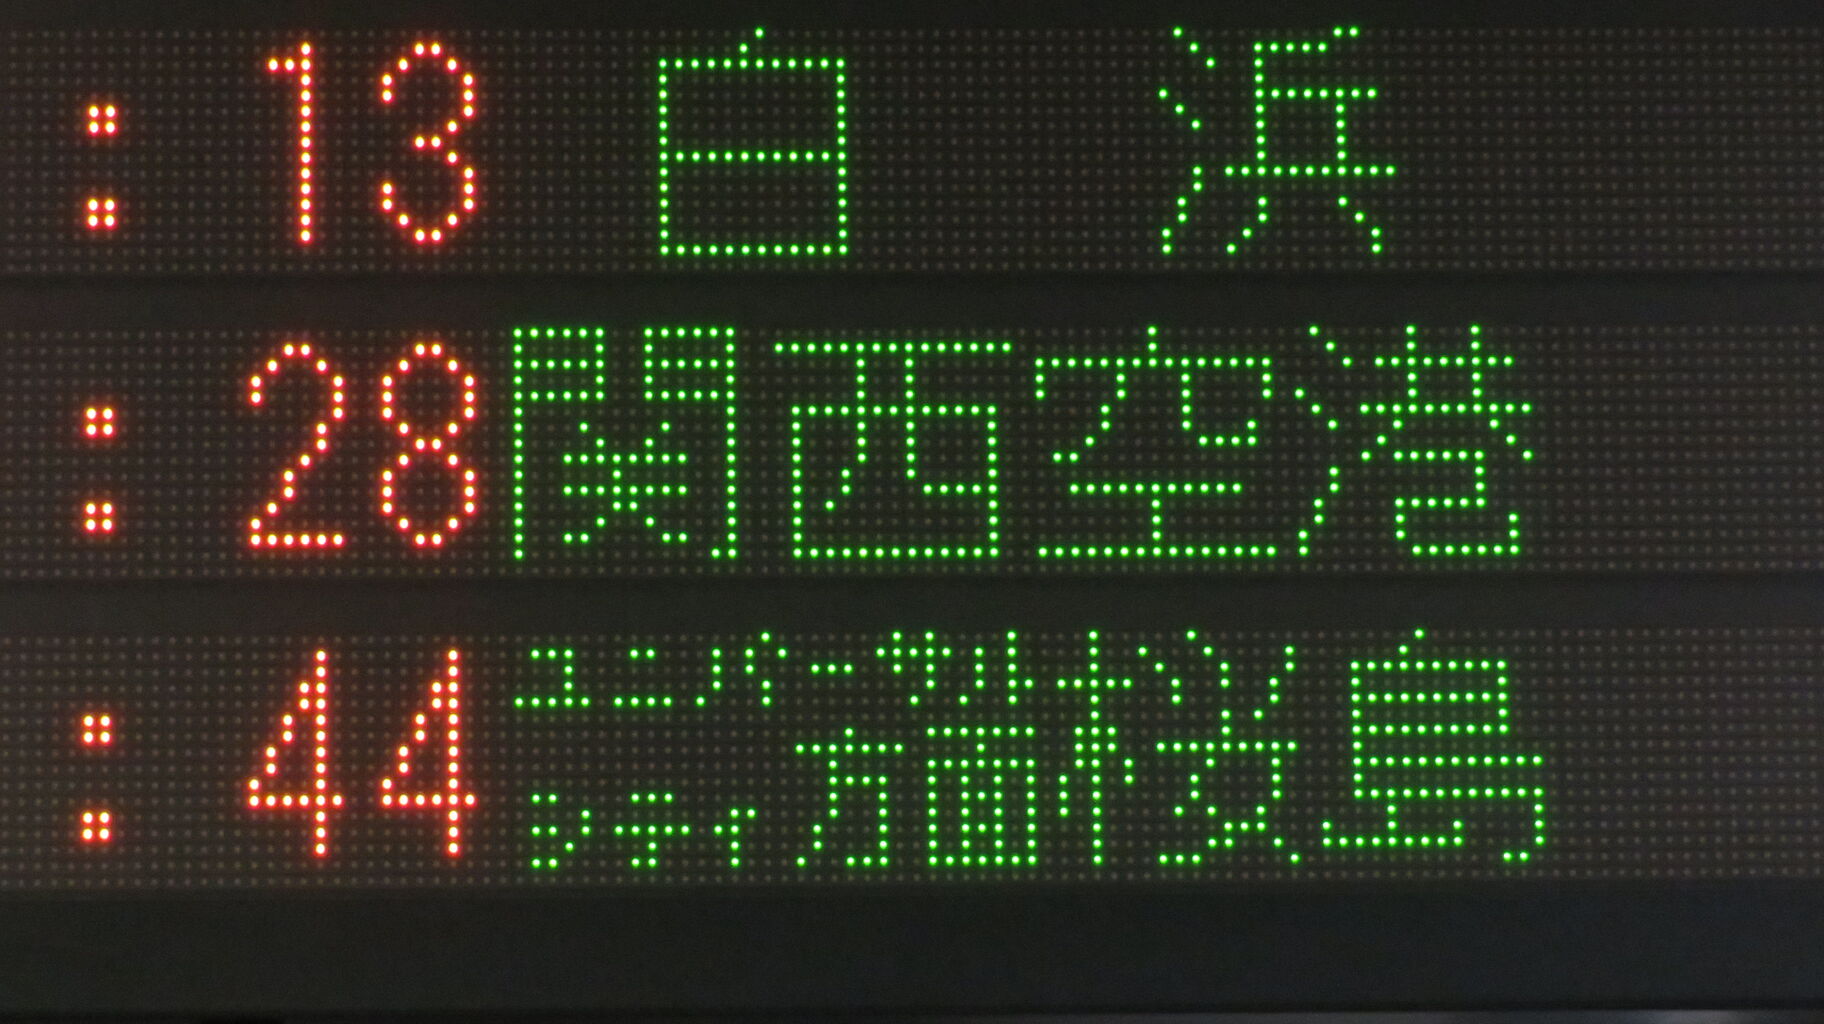 :13 白浜
:28 関西空港
:44 ユニバーサルシティ方面桜島